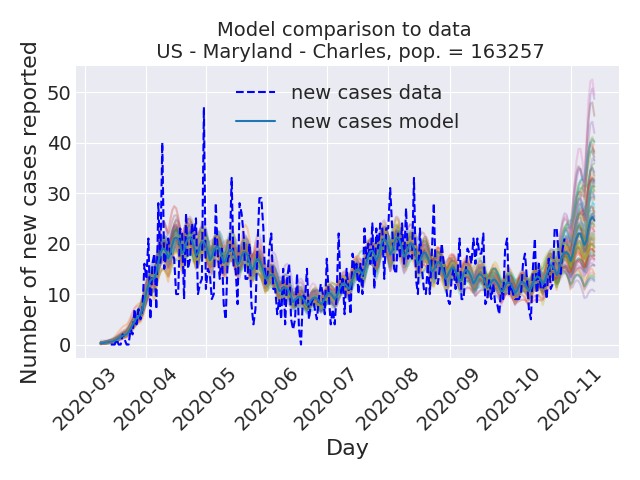 Model comparison to data
US - Maryland - Charles, pop. = 163257
Number of new cases reported
50
40
30
20
10
0
new cases data
new cases model
2020-03
2020-04
2020-05
2020-06
2020-07
2020-08
2020-09
2020-10
2020-11
Day